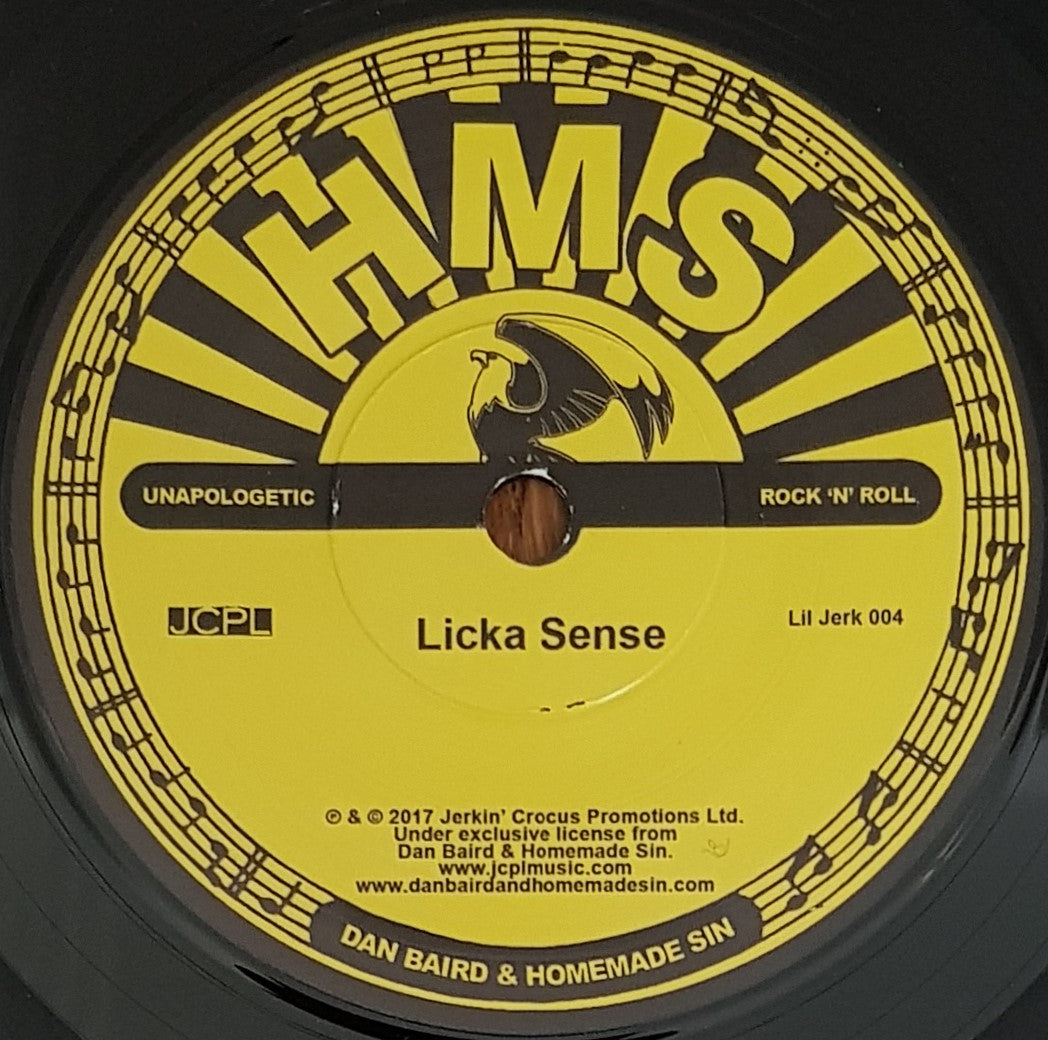 HMS
UNAPOLOGETIC
ROCK 'N' ROLL
JCPL
Licka Sense
Lil Jerk 004
℗ & © 2017 Jerkin' Crocus Promotions Ltd.
Under exclusive license from
Dan Baird & Homemade Sin.
www.jcplmusic.com
www.danbairdandhomemadesin.com
DAN BAIRD & HOMEMADE SIN